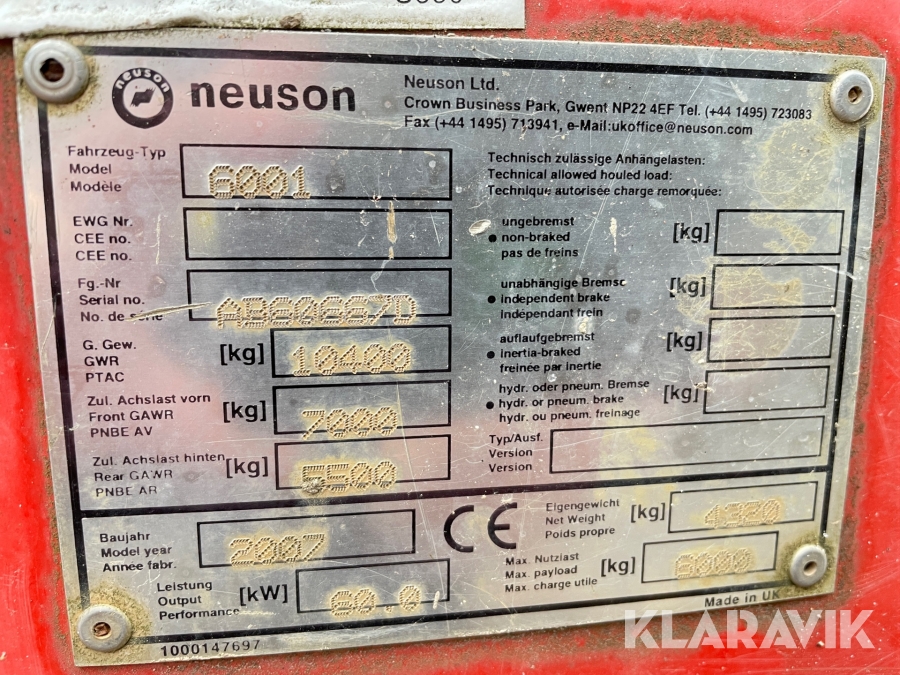 neuson
neuson
Neuson Ltd.
Crown Business Park, Gwent NP22 4EF Tel. (+44 1495) 723083
Fax (+44 1495) 713941, e-Mail:ukoffice@neuson.com
Fahrzeug-Typ
Model
Modèle
6001
EWG Nr.
CEE no.
CEE no.
Fg.-Nr
Serial no.
No. de série
G. Gew.
GWR
PTAC
[kg]
10400
Zul. Achslast vorn
Front GAWR
PNBE AV
[kg]
7000
Zul. Achslast hinten
Rear GAWR
PNBE AR
[kg]
5500
Technisch zulässige Anhängelasten:
Technical allowed houled load:
Technique autorisée charge remorquée:
ungebremst
• non-braked
pas de freins
[kg]
unabhängige Bremse
• independent brake
indépendant frein
[kg]
auflaufgebremst
• inertia-braked
freinée par inertie
[kg]
hydr. oder pneum. Bremse
• hydr. or pneum. brake
hydr. ou pneum. freinage
[kg]
Typ/Ausf.
Version
Version
Baujahr
Model year
Année fabr.
2007
Leistung
Output
Performance
[kW]
60.0
CE
Eigengewicht
Net Weight
Poids propre
[kg]
4320
Max. Nutzlast
Max. payload
Max. charge utile
[kg]
6000
Made in UK
1000147697
KLARAVIK